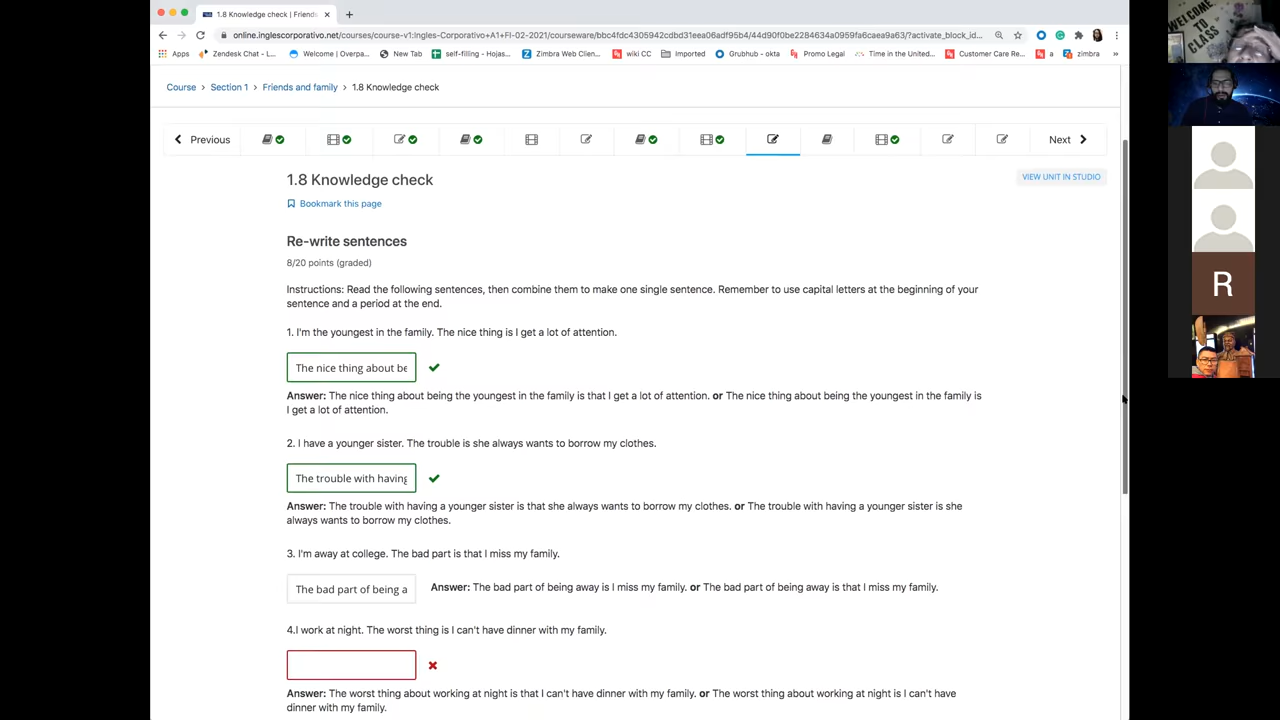 1.8 Knowledge check | Friends
online.inglescorporativo.net/courses/course-v1:Ingles-Corporativo+A1+FI-02-2021/courseware/bbc4fdc4305942cdbd31eea06adf95b4/44d90f0be2284634a0959fa6caea9a63/?activate_block_id...
Apps Zendesk Chat - L... Welcome | Overpa... New Tab self-filling - Hojas... Zimbra Web Clien... wiki CC Imported Grubhub - okta Promo Legal Time in the United... Customer Care Re... a zimbra
Course > Section 1 > Friends and family > 1.8 Knowledge check
Previous Next
1.8 Knowledge check
VIEW UNIT IN STUDIO
Bookmark this page
Re-write sentences
8/20 points (graded)
Instructions: Read the following sentences, then combine them to make one single sentence. Remember to use capital letters at the beginning of your
sentence and a period at the end.
1. I'm the youngest in the family. The nice thing is I get a lot of attention.
The nice thing about be
Answer: The nice thing about being the youngest in the family is that I get a lot of attention. or The nice thing about being the youngest in the family is
I get a lot of attention.
2. I have a younger sister. The trouble is she always wants to borrow my clothes.
The trouble with having
Answer: The trouble with having a younger sister is that she always wants to borrow my clothes. or The trouble with having a younger sister is she
always wants to borrow my clothes.
3. I'm away at college. The bad part is that I miss my family.
The bad part of being a
Answer: The bad part of being away is I miss my family. or The bad part of being away is that I miss my family.
4.I work at night. The worst thing is I can't have dinner with my family.
Answer: The worst thing about working at night is that I can't have dinner with my family. or The worst thing about working at night is I can't have
dinner with my family.
WELCOME
TO
CLASS
R